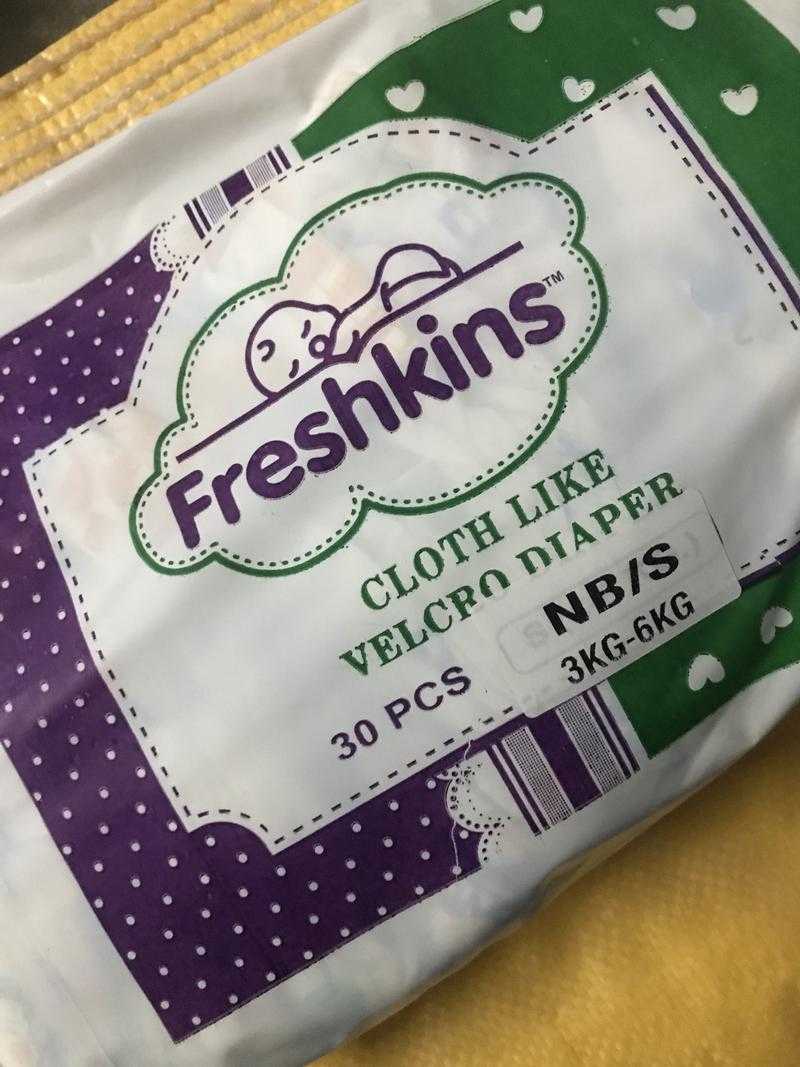 Freshkins™
CLOTH LIKE
VELCRO DIAPER
NB/S
3KG-6KG
30 PCS